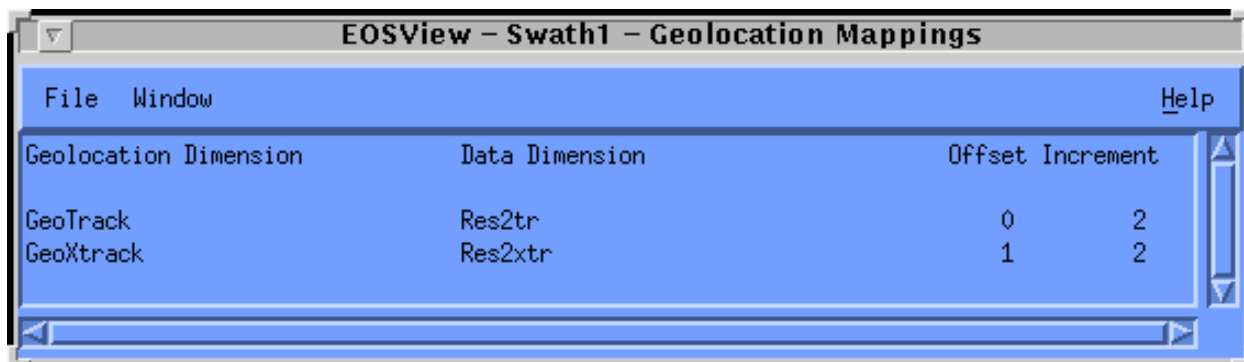 EOSView – Swath1 – Geolocation Mappings
File Window Help
Geolocation Dimension Data Dimension Offset Increment
GeoTrack Res2tr 0 2
GeoXtrack Res2xtr 1 2